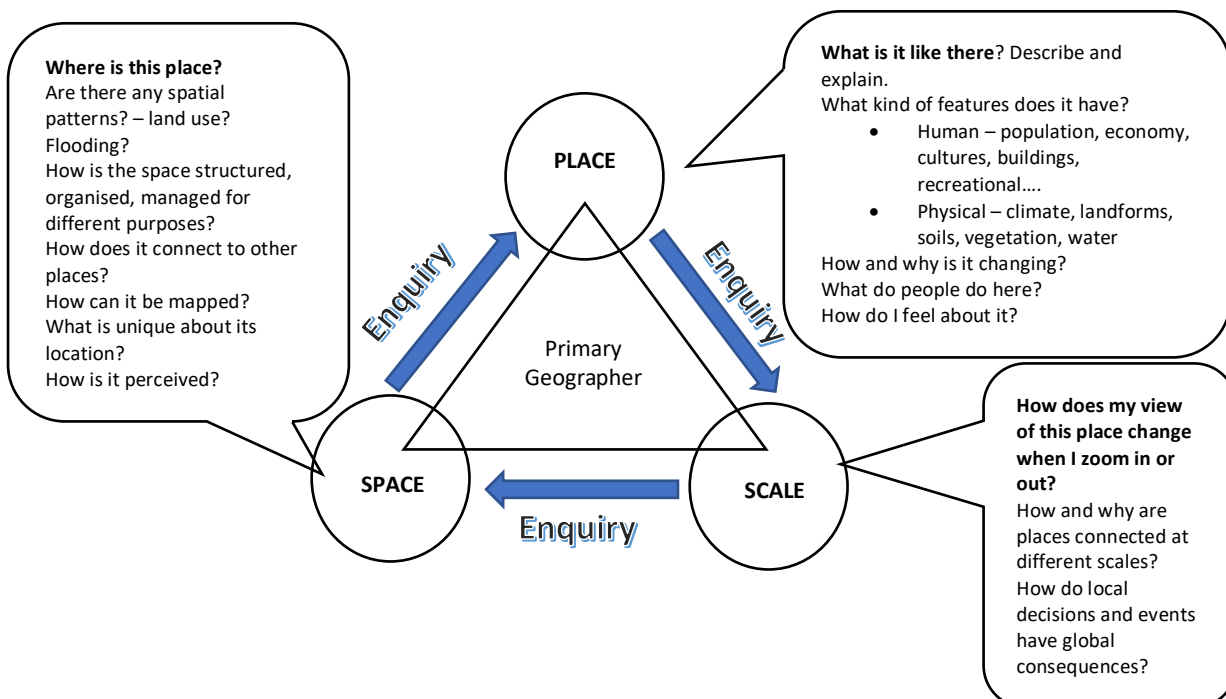 Where is this place?
Are there any spatial
patterns? – land use?
Flooding?
How is the space structured,
organised, managed for
different purposes?
How does it connect to other
places?
How can it be mapped?
What is unique about its
location?
How is it perceived?
What is it like there? Describe and
explain.
What kind of features does it have?
• Human – population, economy,
cultures, buildings,
recreational….
• Physical – climate, landforms,
soils, vegetation, water
How and why is it changing?
What do people do here?
How do I feel about it?
PLACE
Enquiry
Enquiry
Primary
Geographer
SPACE
SCALE
Enquiry
How does my view
of this place change
when I zoom in or
out?
How and why are
places connected at
different scales?
How do local
decisions and events
have global
consequences?